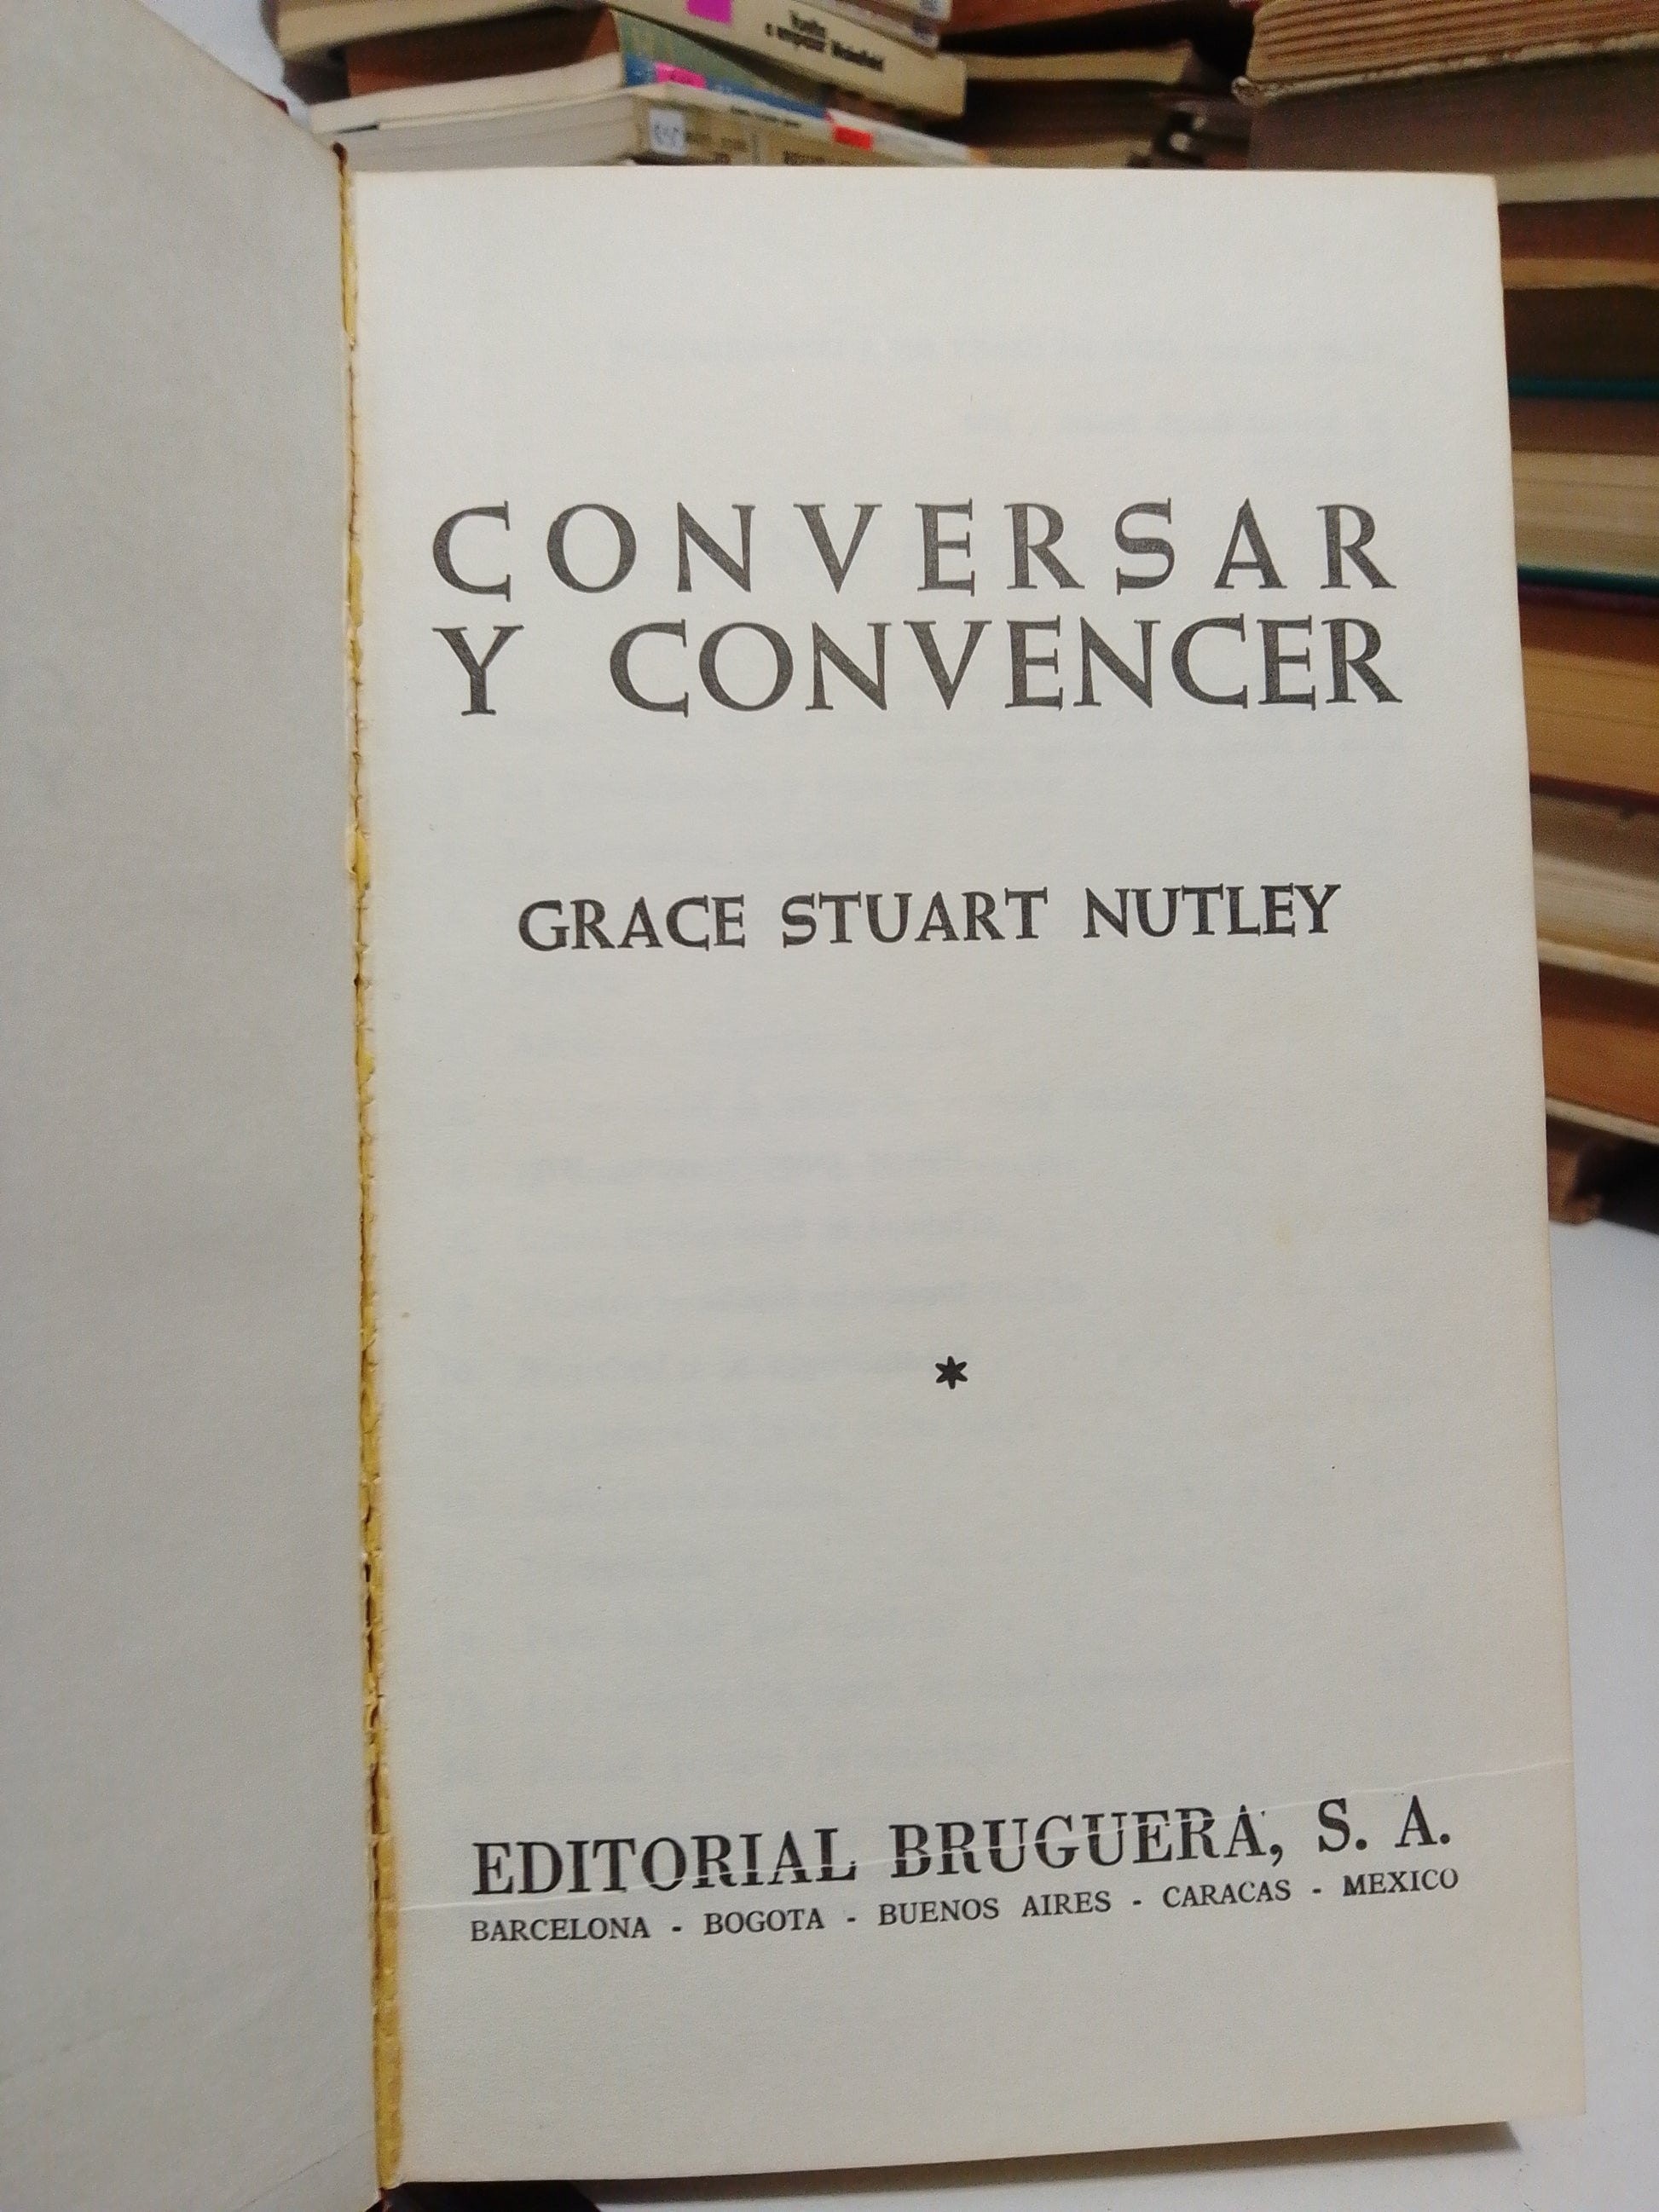 CONVERSAR
Y CONVENCER
GRACE STUART NUTLEY
*
EDITORIAL BRUGUERA, S. A.
BARCELONA - BOGOTA - BUENOS AIRES - CARACAS - MEXICO